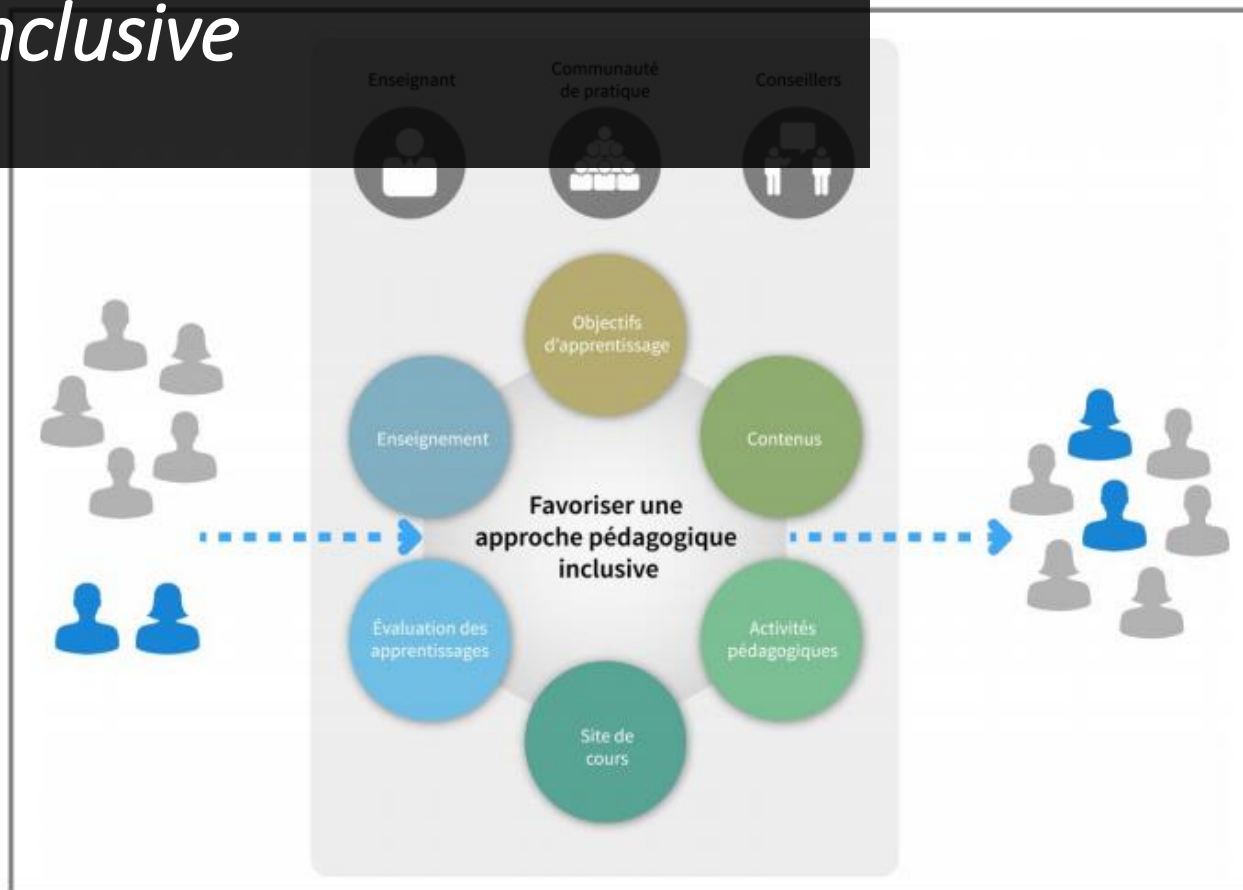 Enseignant
Communauté
de pratique
Conseillers
Objectifs
d'apprentissage
Enseignement
Contenus
Favoriser une
approche pédagogique
inclusive
Évaluation des
apprentissages
Activités
pédagogiques
Site de
cours